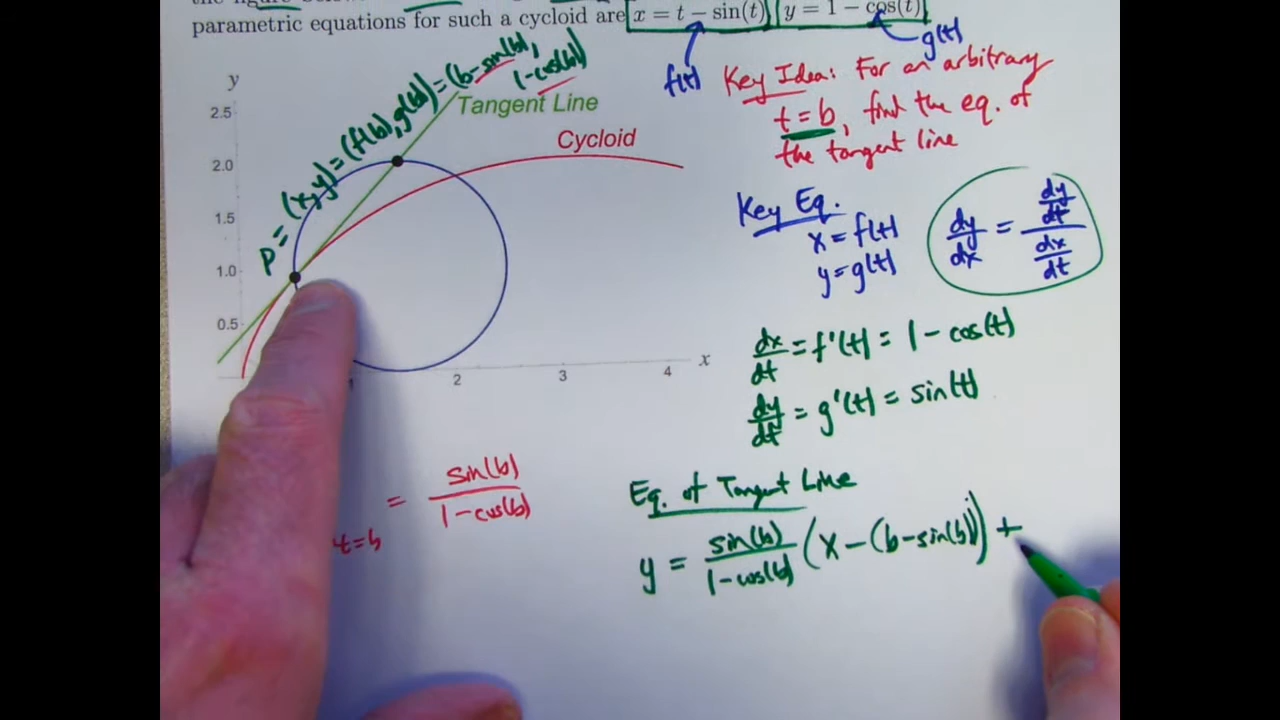 parametric equations for such a cycloid are x = t − sin(t) y = 1 − cos(t)
f(t)
g(t)
P = (x,y) = (f(b), g(b)) = (b-sin(b),
1-cos(b))
Key Idea: For an arbitrary
t = b, find the eq. of
the tangent line
y
2.5
2.0
1.5
1.0
0.5
1
2
3
4
x
Tangent Line
Cycloid
Key Eq.
x = f(t)
y = g(t)
dy/dx = dy/dt / dx/dt
dx/dt = f'(t) = 1 - cos(t)
dy/dt = g'(t) = sin(t)
t=b = sin(b) / 1-cos(b)
Eq. of Tangent Line
y = sin(b) / 1-cos(b) (x-(b-sin(b))) +